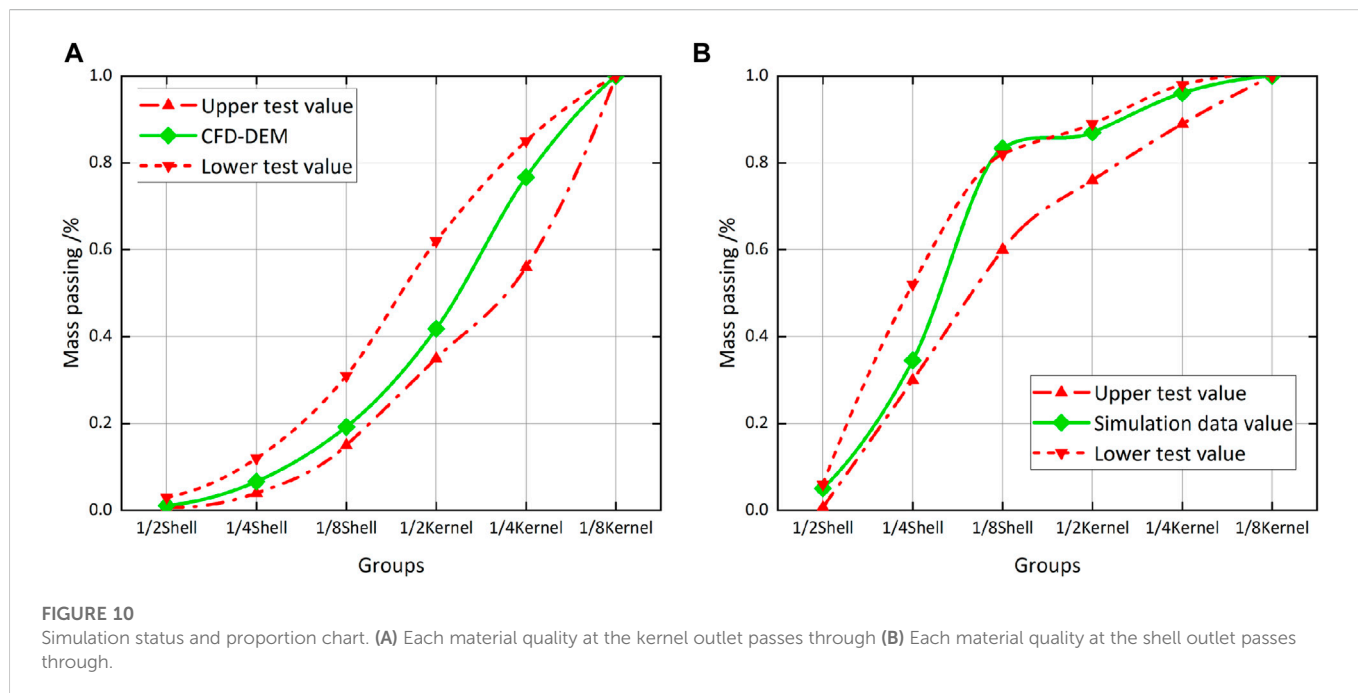 A
1.0
0.8
0.6
0.4
0.2
0.0
Mass passing /%
Upper test value
CFD-DEM
Lower test value
1/2Shell 1/4Shell 1/8Shell 1/2Kernel 1/4Kernel 1/8Kernel
Groups
B
1.0
0.8
0.6
0.4
0.2
0.0
Mass passing /%
Upper test value
Simulation data value
Lower test value
1/2Shell 1/4Shell 1/8Shell 1/2Kernel 1/4Kernel 1/8Kernel
Groups
FIGURE 10
Simulation status and proportion chart. (A) Each material quality at the kernel outlet passes through (B) Each material quality at the shell outlet passes
through.